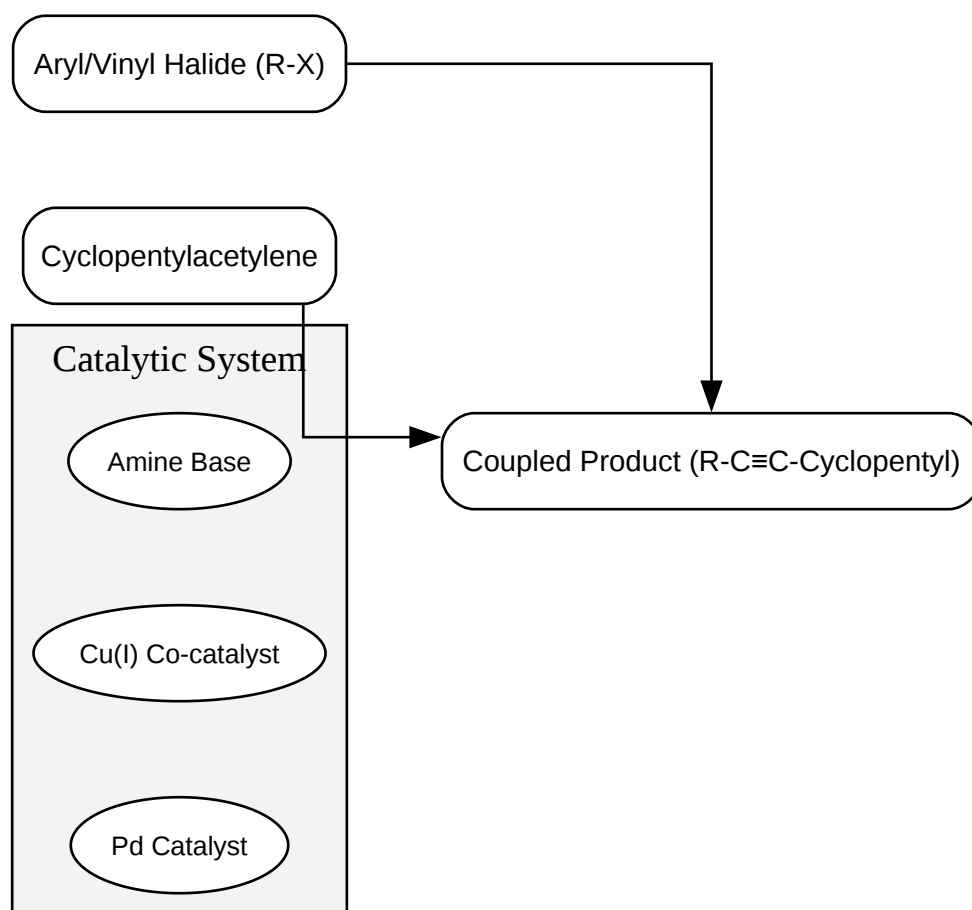 Aryl/Vinyl Halide (R-X)
Cyclopentylacetylene
Catalytic System
Amine Base
Coupled Product (R-C≡C-Cyclopentyl)
Cu(I) Co-catalyst
Pd Catalyst